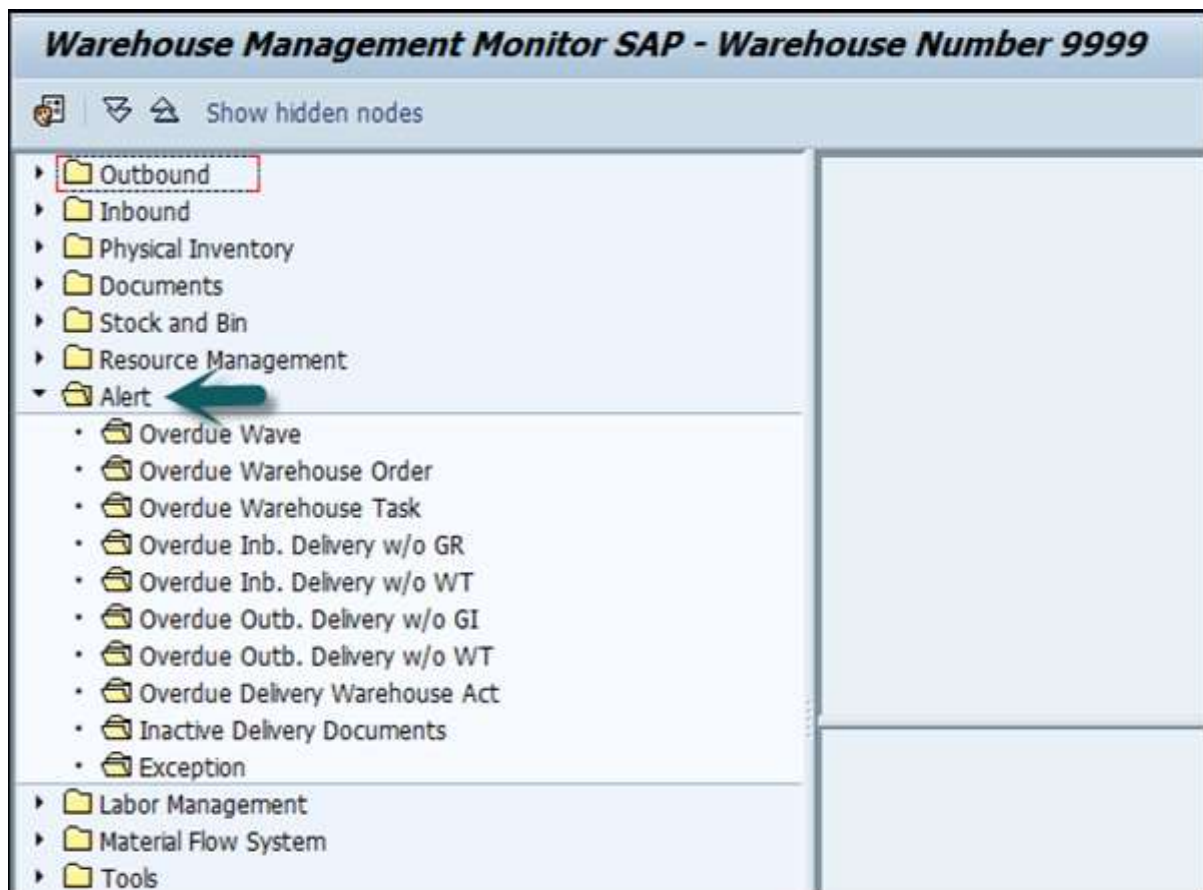 Warehouse Management Monitor SAP - Warehouse Number 9999
Show hidden nodes
Outbound
Inbound
Physical Inventory
Documents
Stock and Bin
Resource Management
Alert
Overdue Wave
Overdue Warehouse Order
Overdue Warehouse Task
Overdue Inb. Delivery w/o GR
Overdue Inb. Delivery w/o WT
Overdue Outb. Delivery w/o GI
Overdue Outb. Delivery w/o WT
Overdue Delivery Warehouse Act
Inactive Delivery Documents
Exception
Labor Management
Material Flow System
Tools